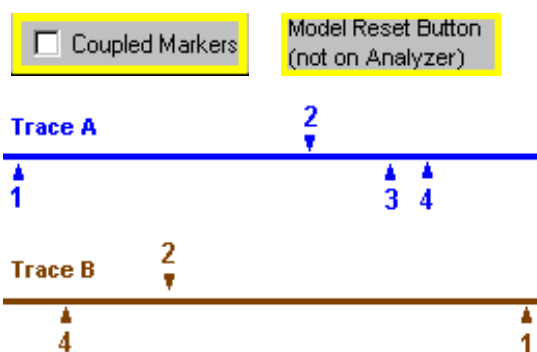 Coupled Markers
Model Reset Button
(not on Analyzer)
Trace A
2
1
3 4
Trace B
2
4
1